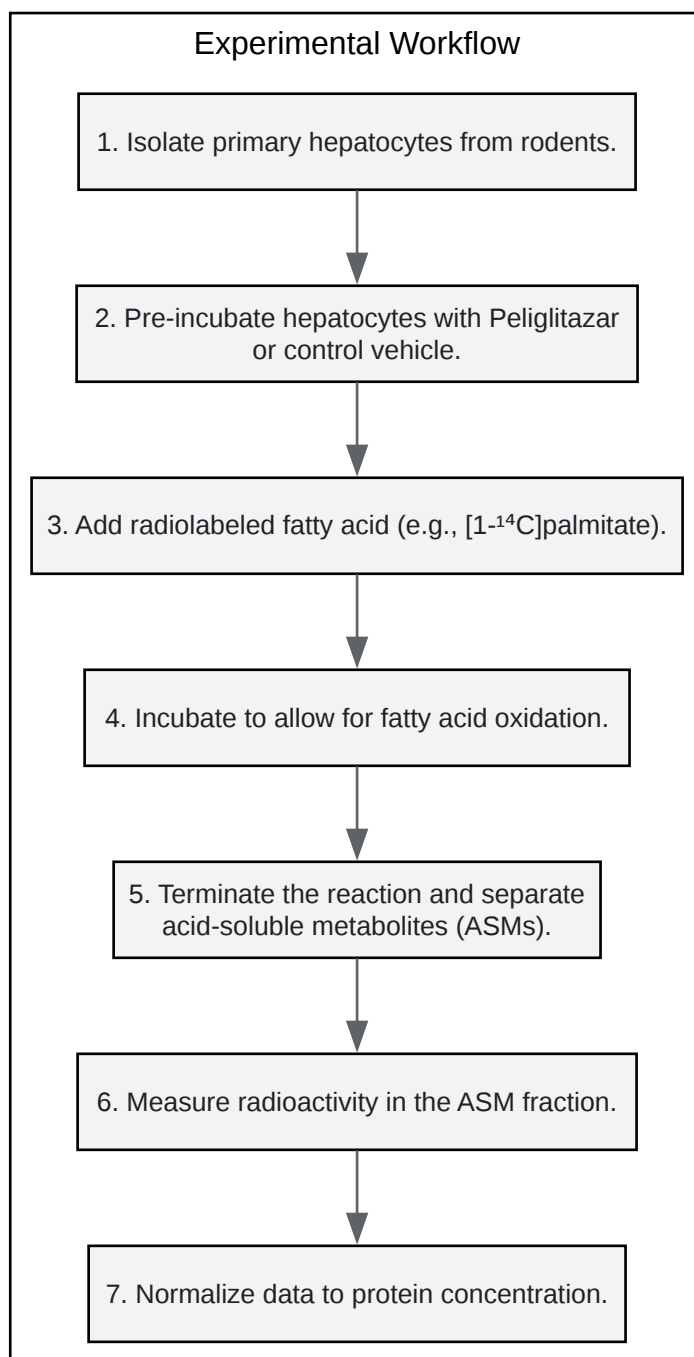 Experimental Workflow
1. Isolate primary hepatocytes from rodents.
2. Pre-incubate hepatocytes with Peliglitazar
or control vehicle.
3. Add radiolabeled fatty acid (e.g., [1-¹⁴C]palmitate).
4. Incubate to allow for fatty acid oxidation.
5. Terminate the reaction and separate
acid-soluble metabolites (ASMs).
6. Measure radioactivity in the ASM fraction.
7. Normalize data to protein concentration.